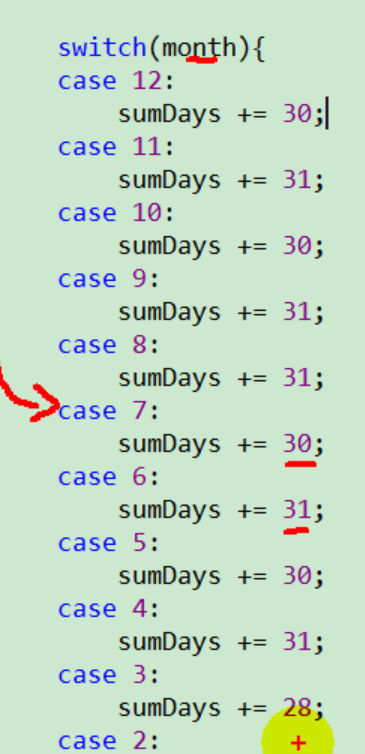 switch(month){
case 12:
sumDays += 30;
case 11:
sumDays += 31;
case 10:
sumDays += 30;
case 9:
sumDays += 31;
case 8:
sumDays += 31;
case 7:
sumDays += 30;
case 6:
sumDays += 31;
case 5:
sumDays += 30;
case 4:
sumDays += 31;
case 3:
sumDays += 28;
case 2: